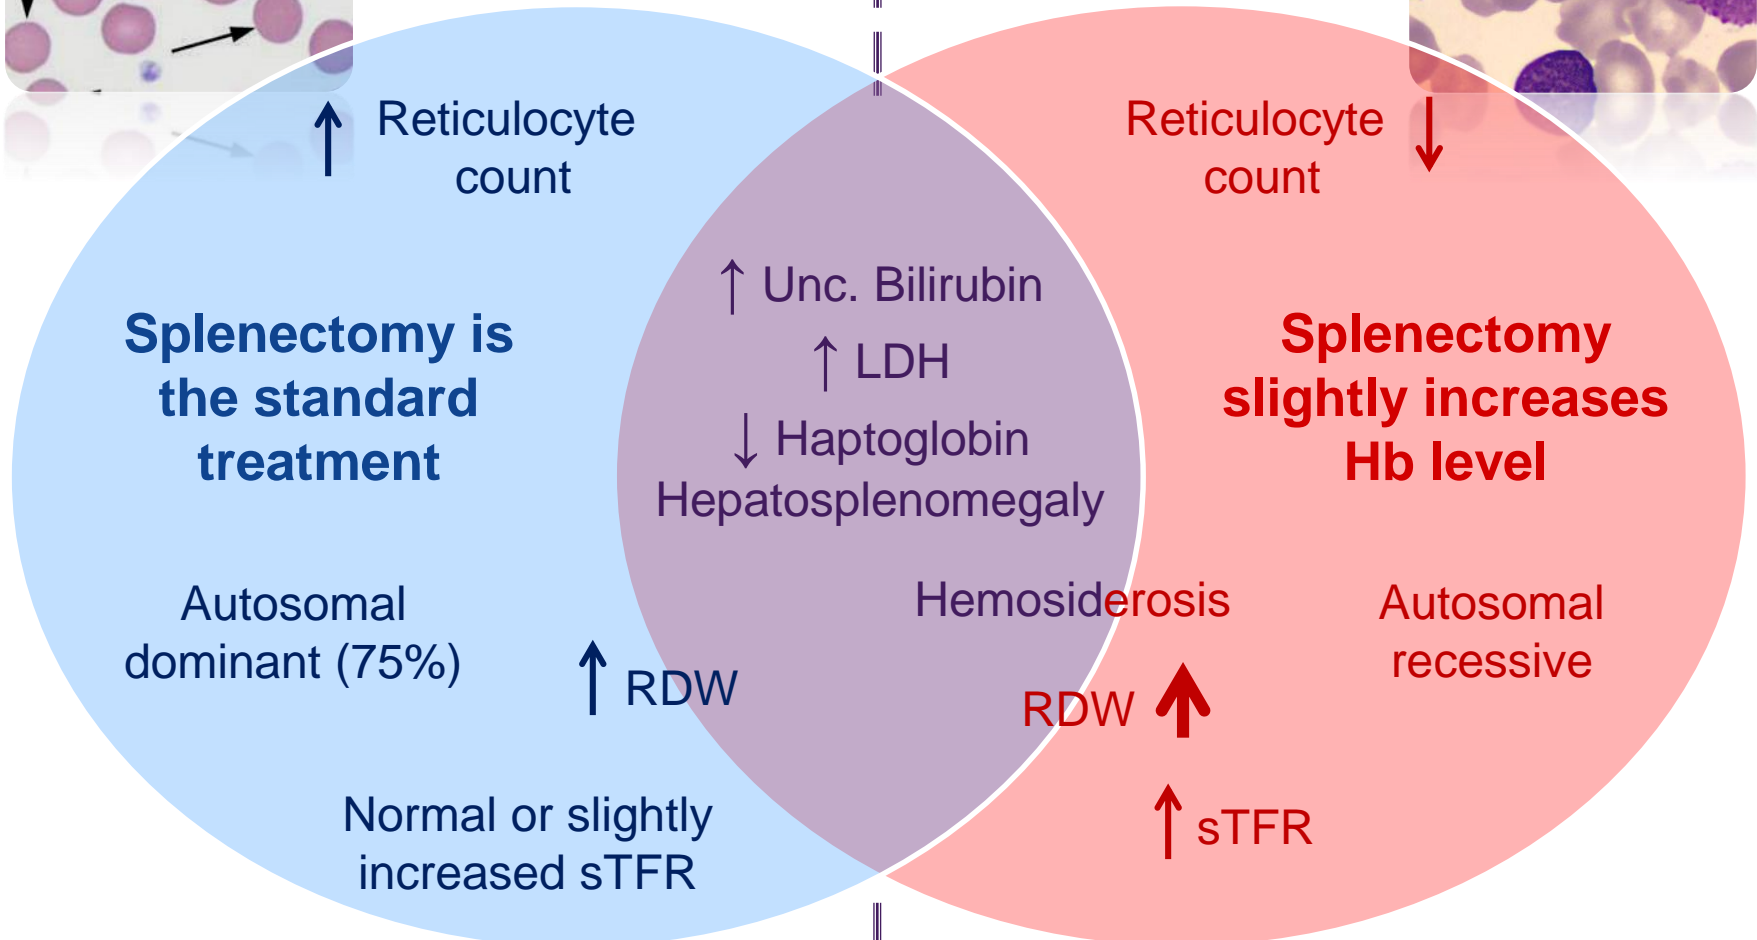 ↑ Reticulocyte
count
Splenectomy is
the standard
treatment
Autosomal
dominant (75%)
↑ RDW
Normal or slightly
increased sTFR
↑ Unc. Bilirubin
↑ LDH
↓ Haptoglobin
Hepatosplenomegaly
Hemosiderosis
Reticulocyte ↓
count
Splenectomy
slightly increases
Hb level
Autosomal
recessive
RDW ↑
↑ sTFR